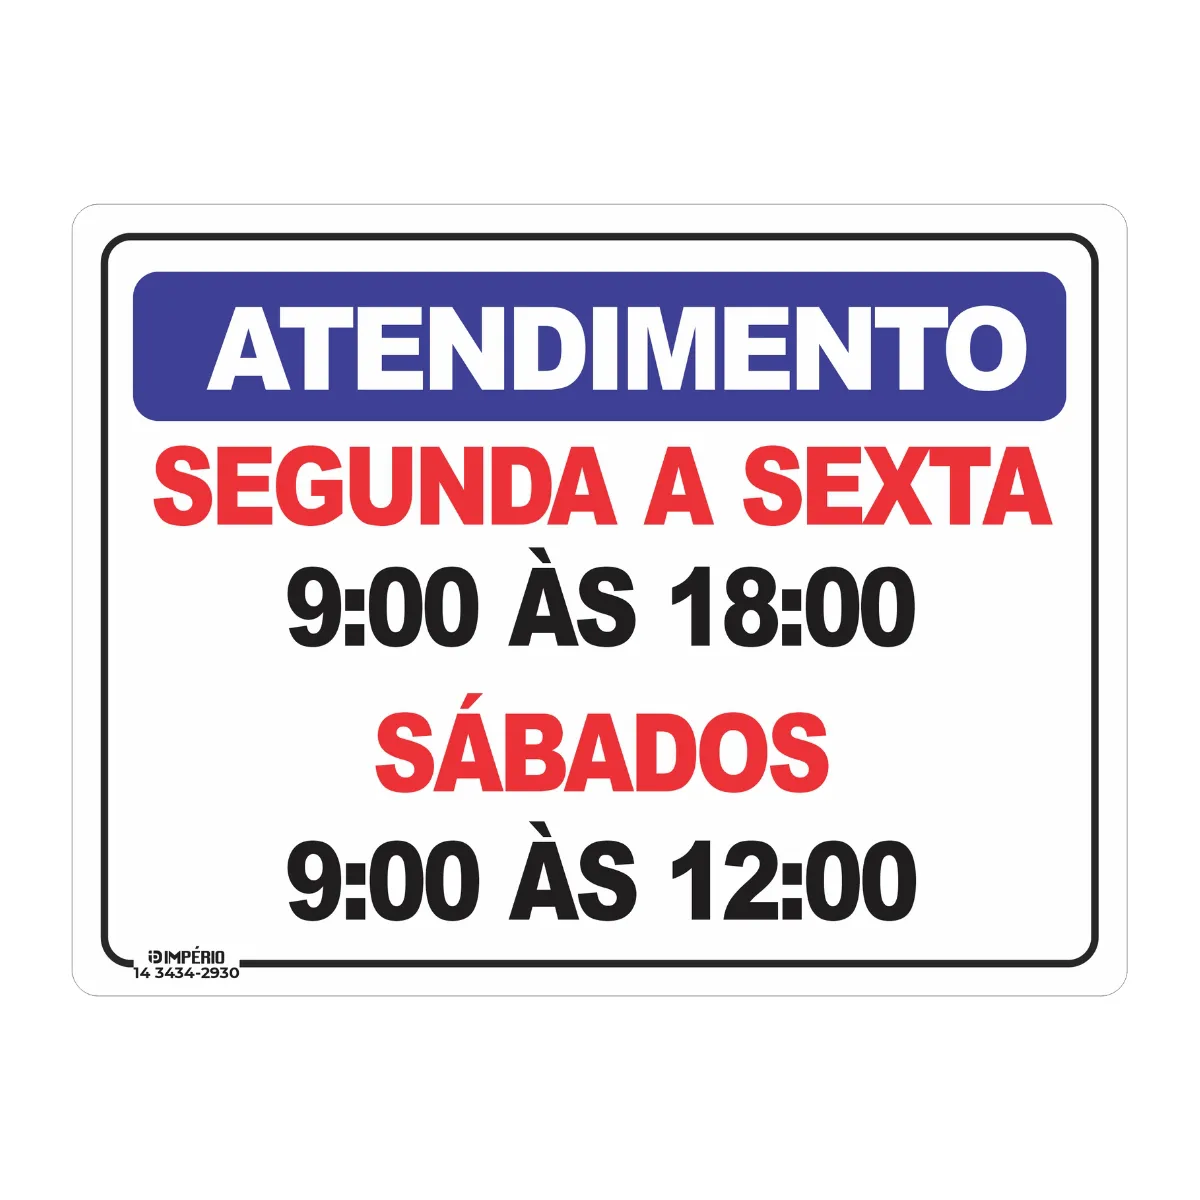 ATENDIMENTO
SEGUNDA A SEXTA
9:00 ÀS 18:00
SÁBADOS
9:00 ÀS 12:00
IMPÉRIO
14 3434-2930